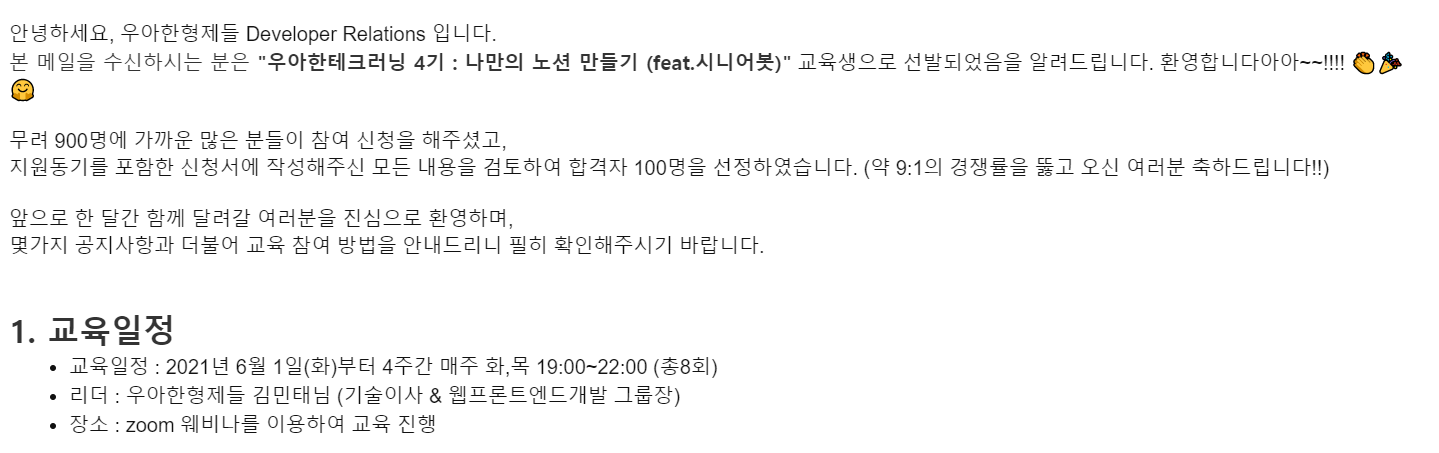 안녕하세요, 우아한형제들 Developer Relations 입니다.
본 메일을 수신하시는 분은 "우아한테크러닝 4기 : 나만의 노션 만들기 (feat.시니어봇)" 교육생으로 선발되었음을 알려드립니다. 환영합니다아아~~!!!! 👏🎉
🤗
무려 900명에 가까운 많은 분들이 참여 신청을 해주셨고,
지원동기를 포함한 신청서에 작성해주신 모든 내용을 검토하여 합격자 100명을 선정하였습니다. (약 9:1의 경쟁률을 뚫고 오신 여러분 축하드립니다!!)
앞으로 한 달간 함께 달려갈 여러분을 진심으로 환영하며,
몇가지 공지사항과 더불어 교육 참여 방법을 안내드리니 필히 확인해주시기 바랍니다.
1. 교육일정
• 교육일정 : 2021년 6월 1일(화)부터 4주간 매주 화,목 19:00~22:00 (총8회)
• 리더 : 우아한형제들 김민태님 (기술이사 & 웹프론트엔드개발 그룹장)
• 장소 : zoom 웨비나를 이용하여 교육 진행